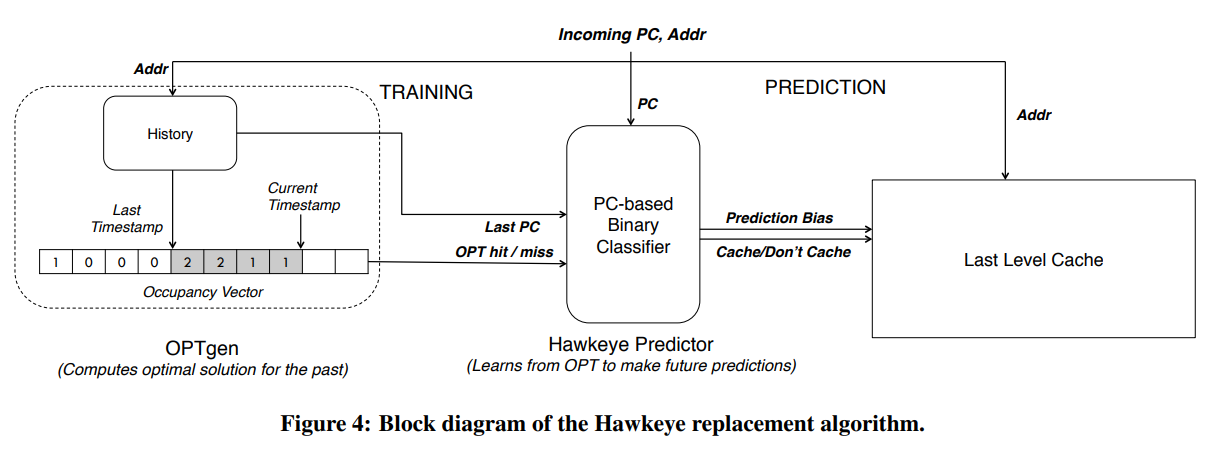 Incoming PC, Addr
Addr
TRAINING
PREDICTION
PC
Addr
History
Current
Timestamp
Last
Timestamp
PC-based
Binary
Classifier
Last PC
OPT hit / miss
Prediction Bias
Cache/Don't Cache
Last Level Cache
1 0 0 0 2 2 1 1
Occupancy Vector
OPTgen
(Computes optimal solution for the past)
Hawkeye Predictor
(Learns from OPT to make future predictions)
Figure 4: Block diagram of the Hawkeye replacement algorithm.